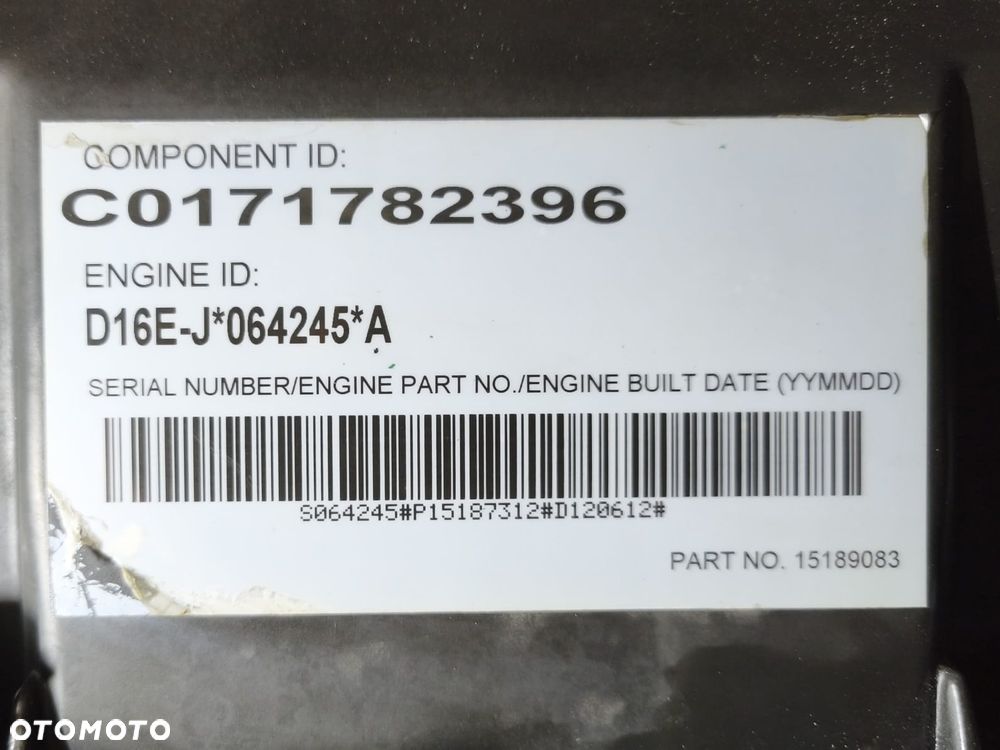 COMPONENT ID:
C0171782396
ENGINE ID:
D16E-J*064245*A
SERIAL NUMBER/ENGINE PART NO./ENGINE BUILT DATE (YYMMDD)
S064245#P15187312#D120612#
PART NO. 15189083
OTOMOTO